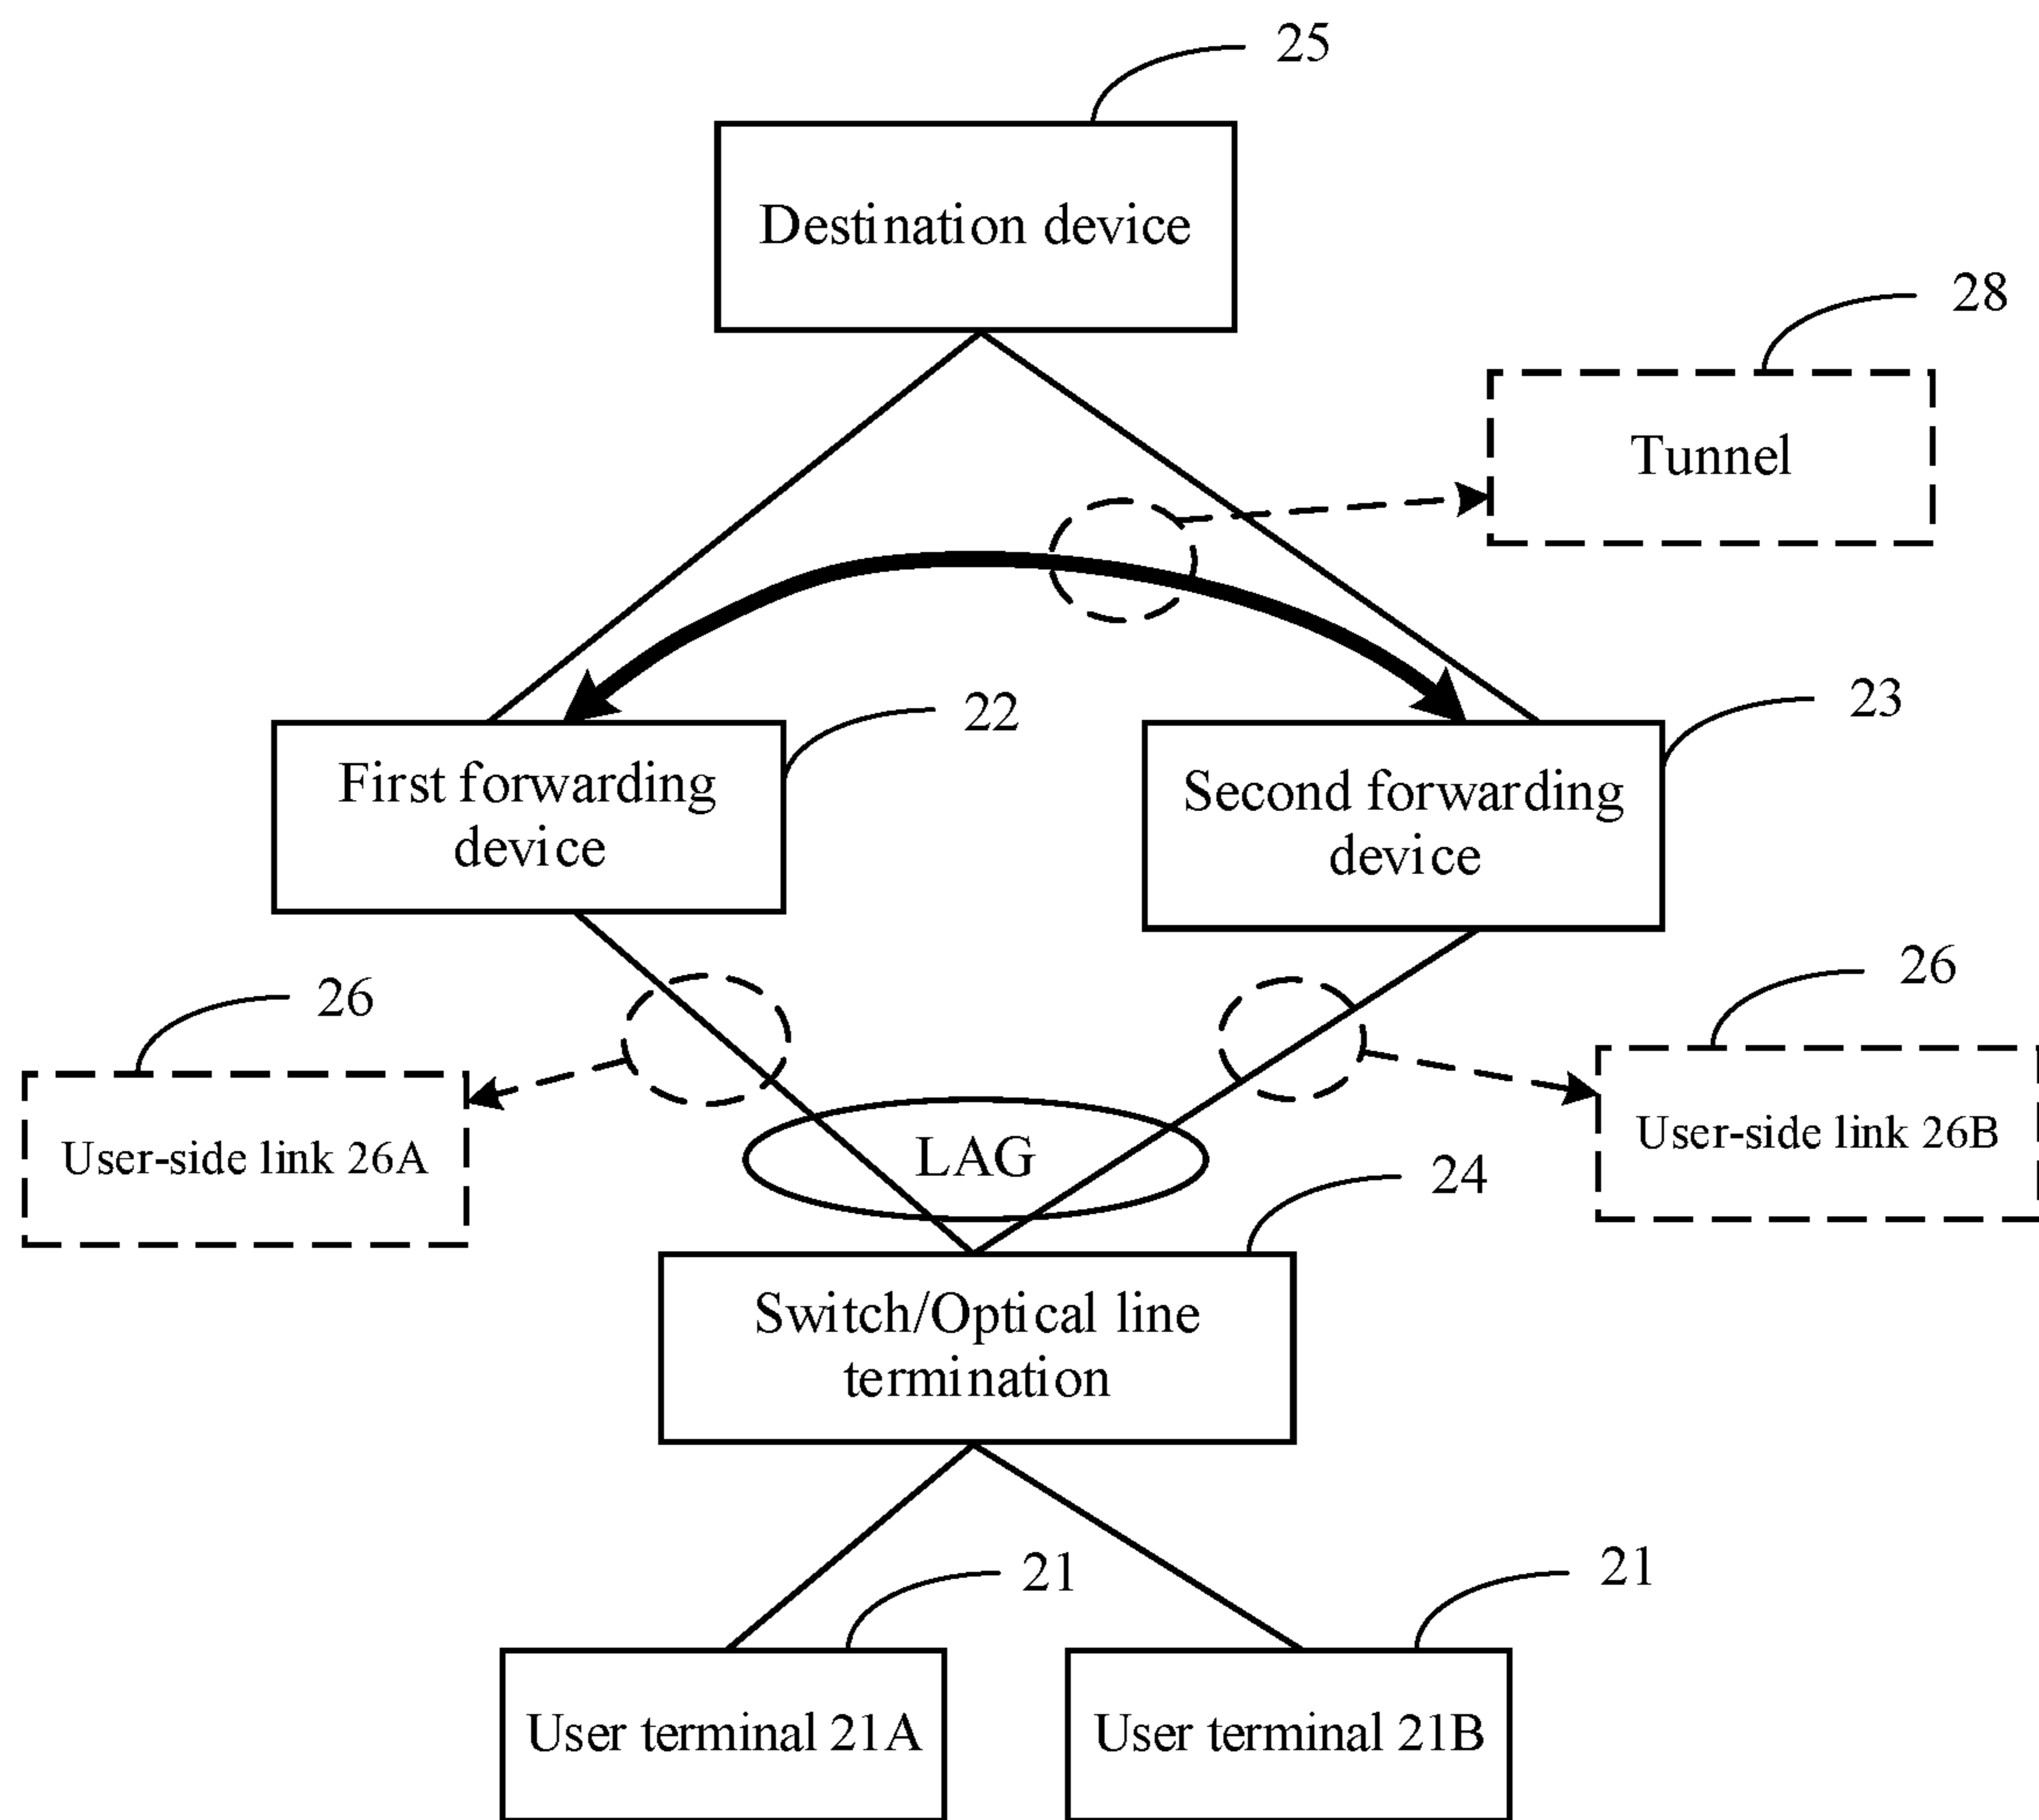 25
Destination device
28
Tunnel
22
First forwarding
device
23
Second forwarding
device
26
User-side link 26A
26
User-side link 26B
LAG
24
Switch/Optical line
termination
21
User terminal 21A
21
User terminal 21B